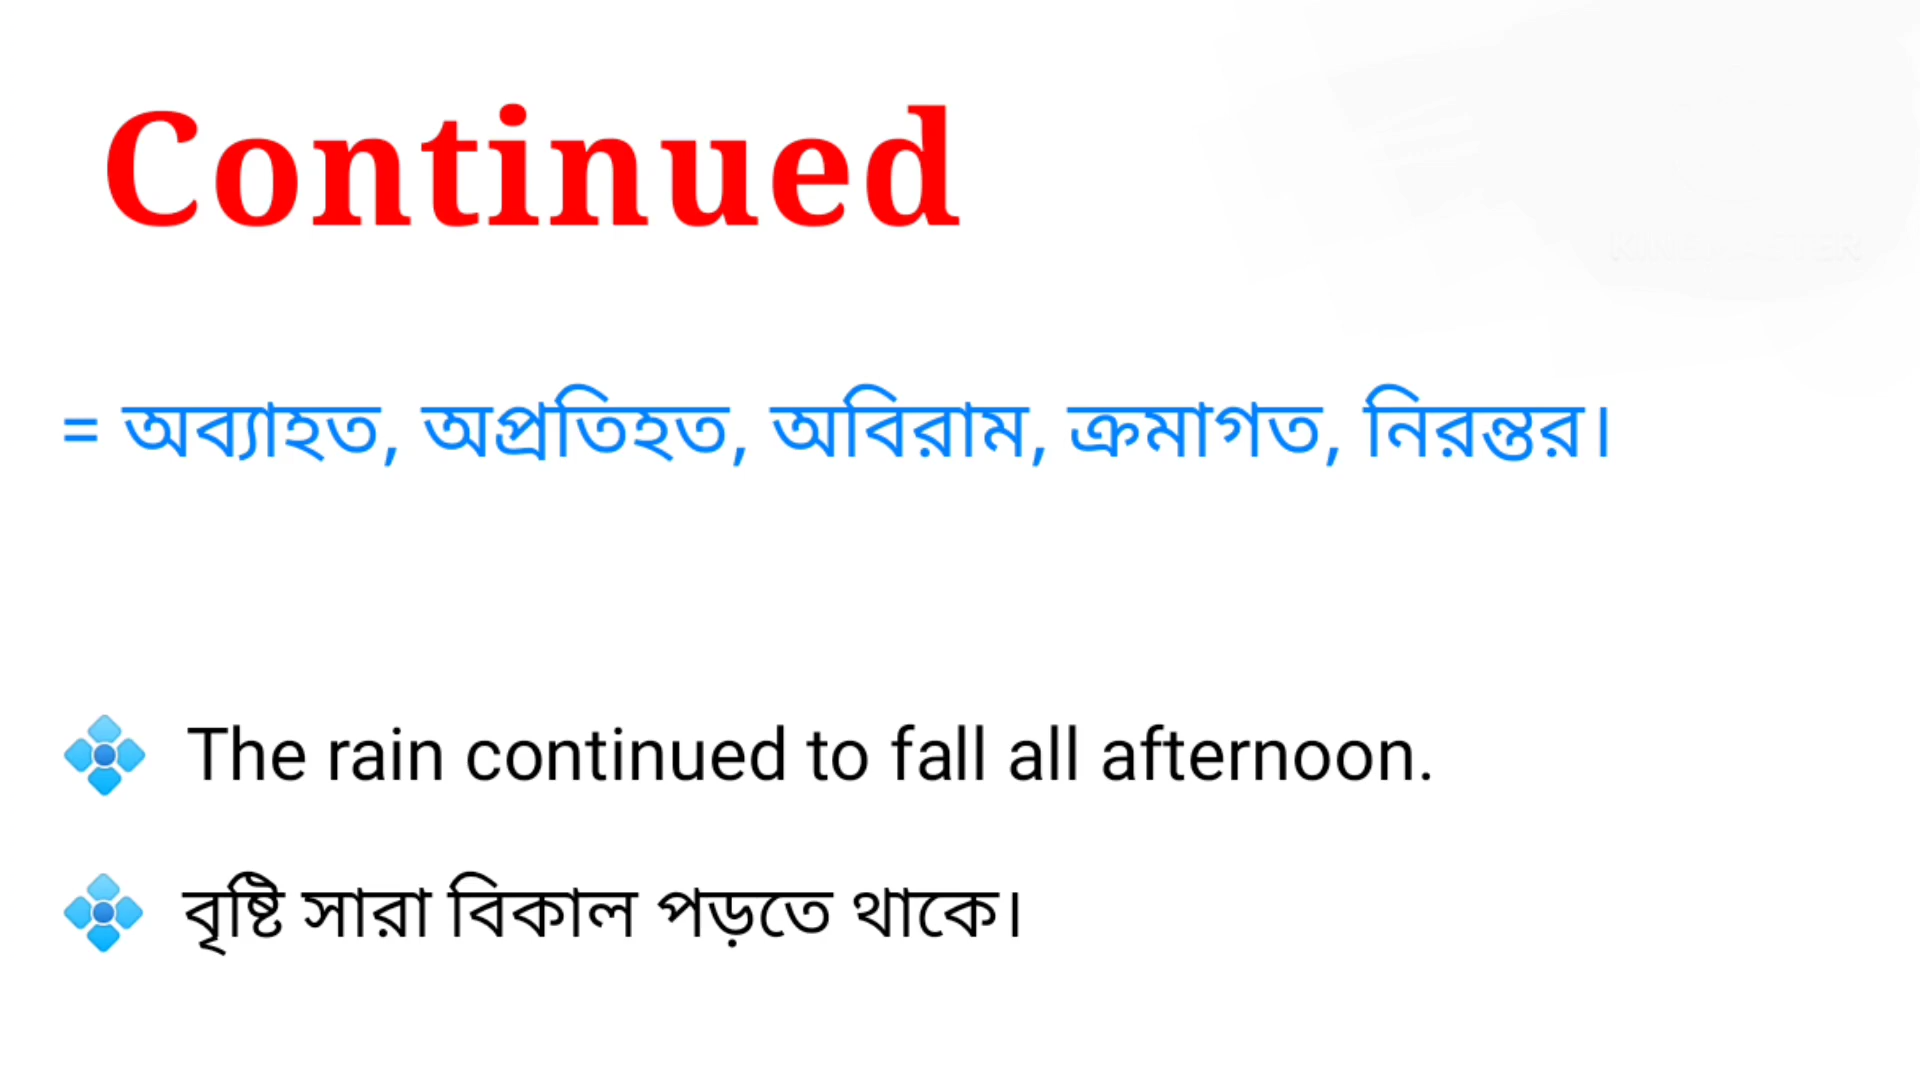 Continued
= অব্যাহত, অপ্রতিহত, অবিরাম, ক্রমাগত, নিরন্তর।
The rain continued to fall all afternoon.
বৃষ্টি সারা বিকাল পড়তে থাকে।